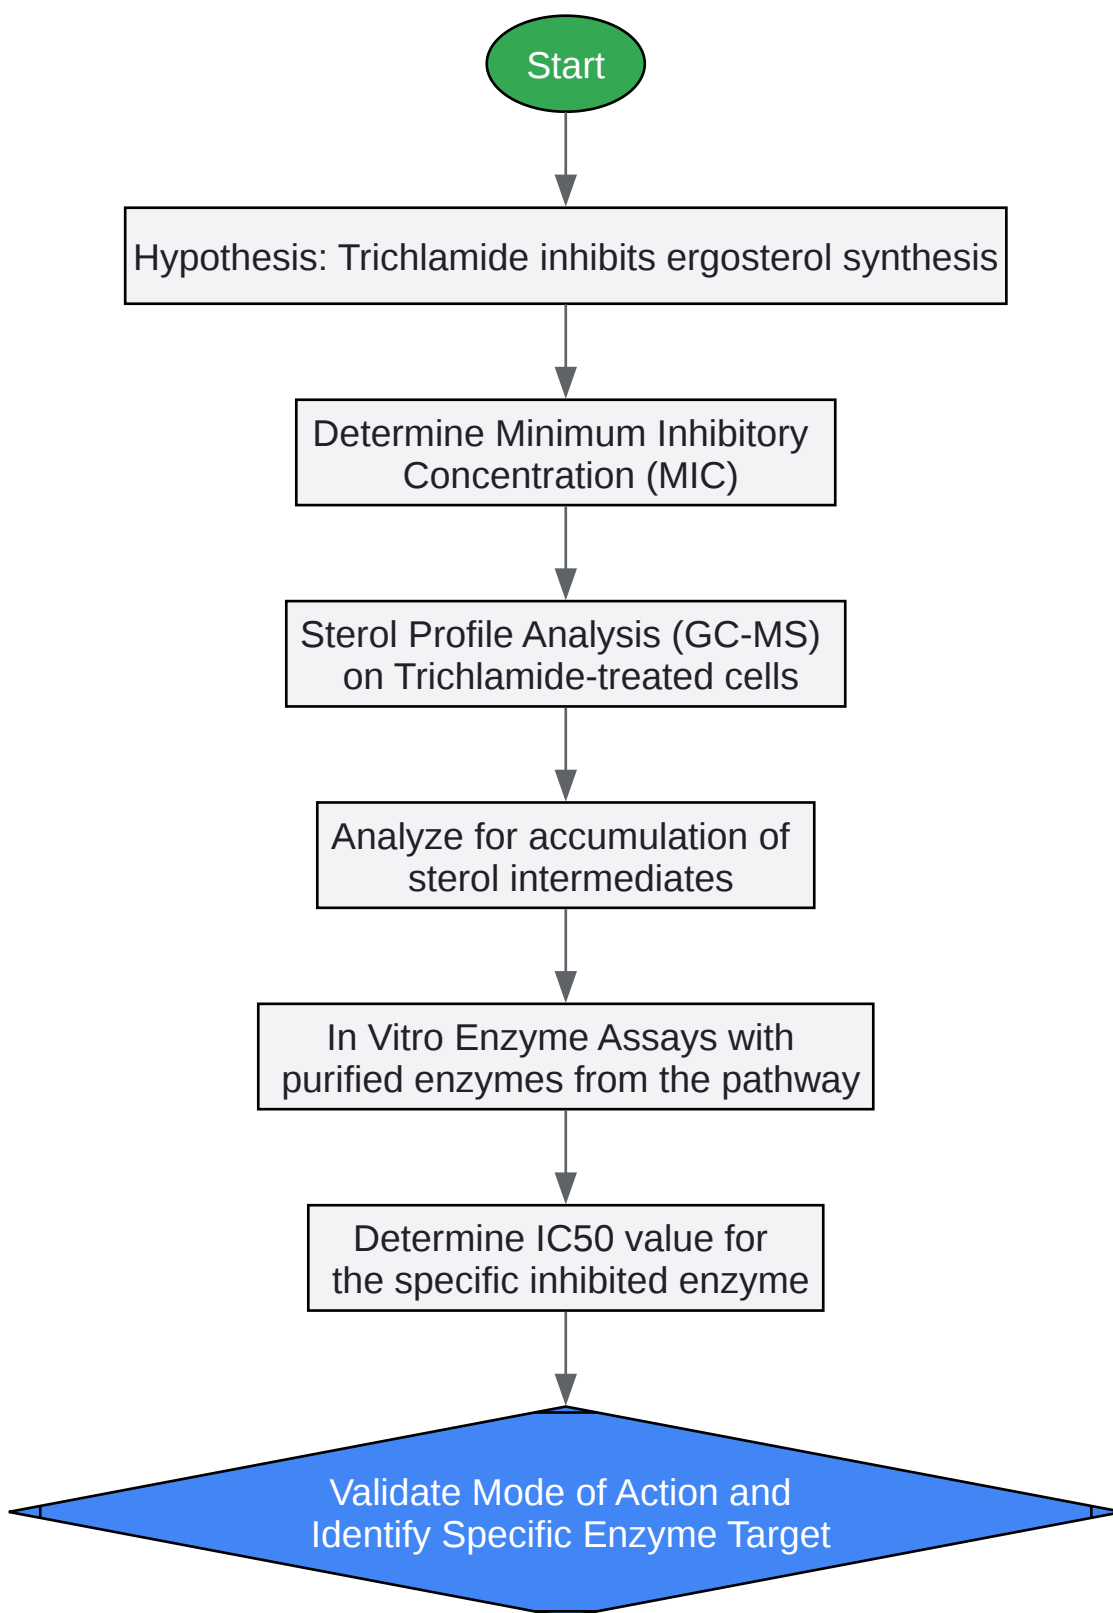 Start
Hypothesis: Trichlamide inhibits ergosterol synthesis
Determine Minimum Inhibitory
Concentration (MIC)
Sterol Profile Analysis (GC-MS)
on Trichlamide-treated cells
Analyze for accumulation of
sterol intermediates
In Vitro Enzyme Assays with
purified enzymes from the pathway
Determine IC50 value for
the specific inhibited enzyme
Validate Mode of Action and
Identify Specific Enzyme Target